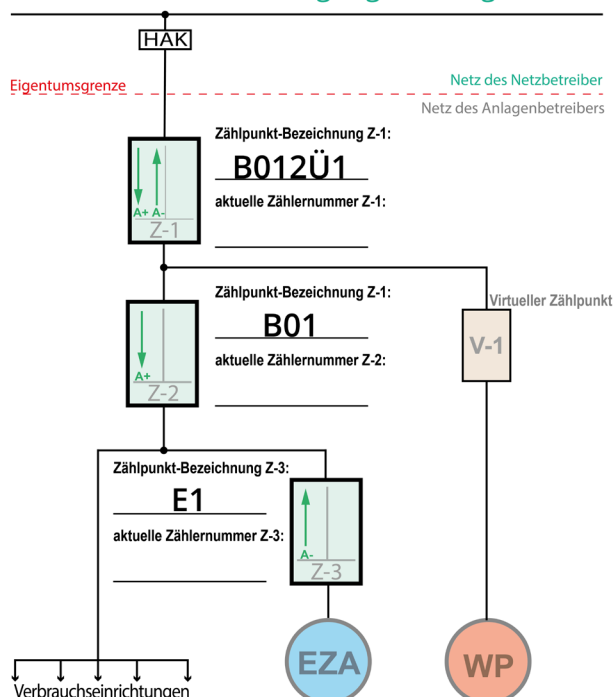 HAK
Eigentumsgrenze
Netz des Netzbetreiber
Netz des Anlagenbetreibers
Zählpunkt-Bezeichnung Z-1:
B012Ü1
aktuelle Zählernummer Z-1:
A+ A-
Z-1
Zählpunkt-Bezeichnung Z-1:
B01
aktuelle Zählernummer Z-2:
A+
Z-2
Virtueller Zählpunkt
V-1
Zählpunkt-Bezeichnung Z-3:
E1
aktuelle Zählernummer Z-3:
A-
Z-3
EZA
WP
Verbrauchseinrichtungen